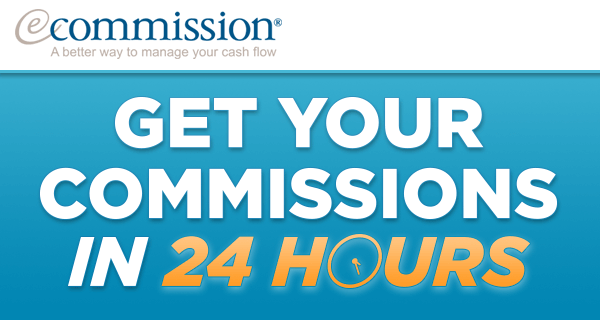 ecommission®
A better way to manage your cash flow
GET YOUR
COMMISSIONS
IN 24 HOURS